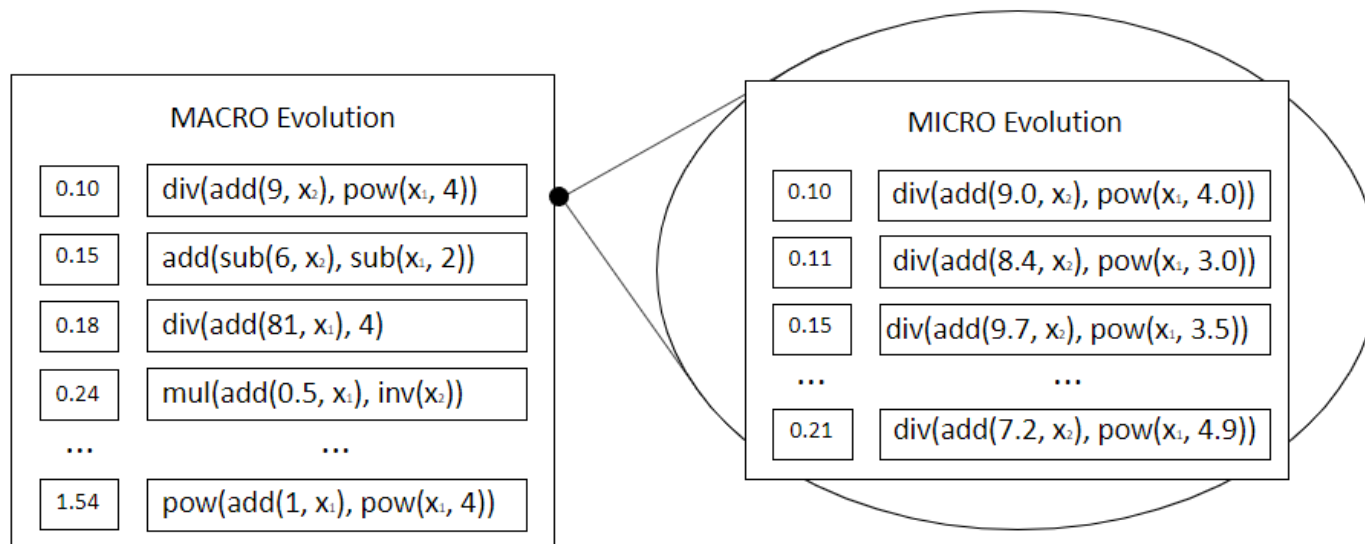 MACRO Evolution
0.10 div(add(9, x₂), pow(x₁, 4))
0.15 add(sub(6, x₂), sub(x₁, 2))
0.18 div(add(81, x₁), 4)
0.24 mul(add(0.5, x₁), inv(x₂))
... ...
1.54 pow(add(1, x₁), pow(x₁, 4))
MICRO Evolution
0.10 div(add(9.0, x₂), pow(x₁, 4.0))
0.11 div(add(8.4, x₂), pow(x₁, 3.0))
0.15 div(add(9.7, x₂), pow(x₁, 3.5))
... ...
0.21 div(add(7.2, x₂), pow(x₁, 4.9))